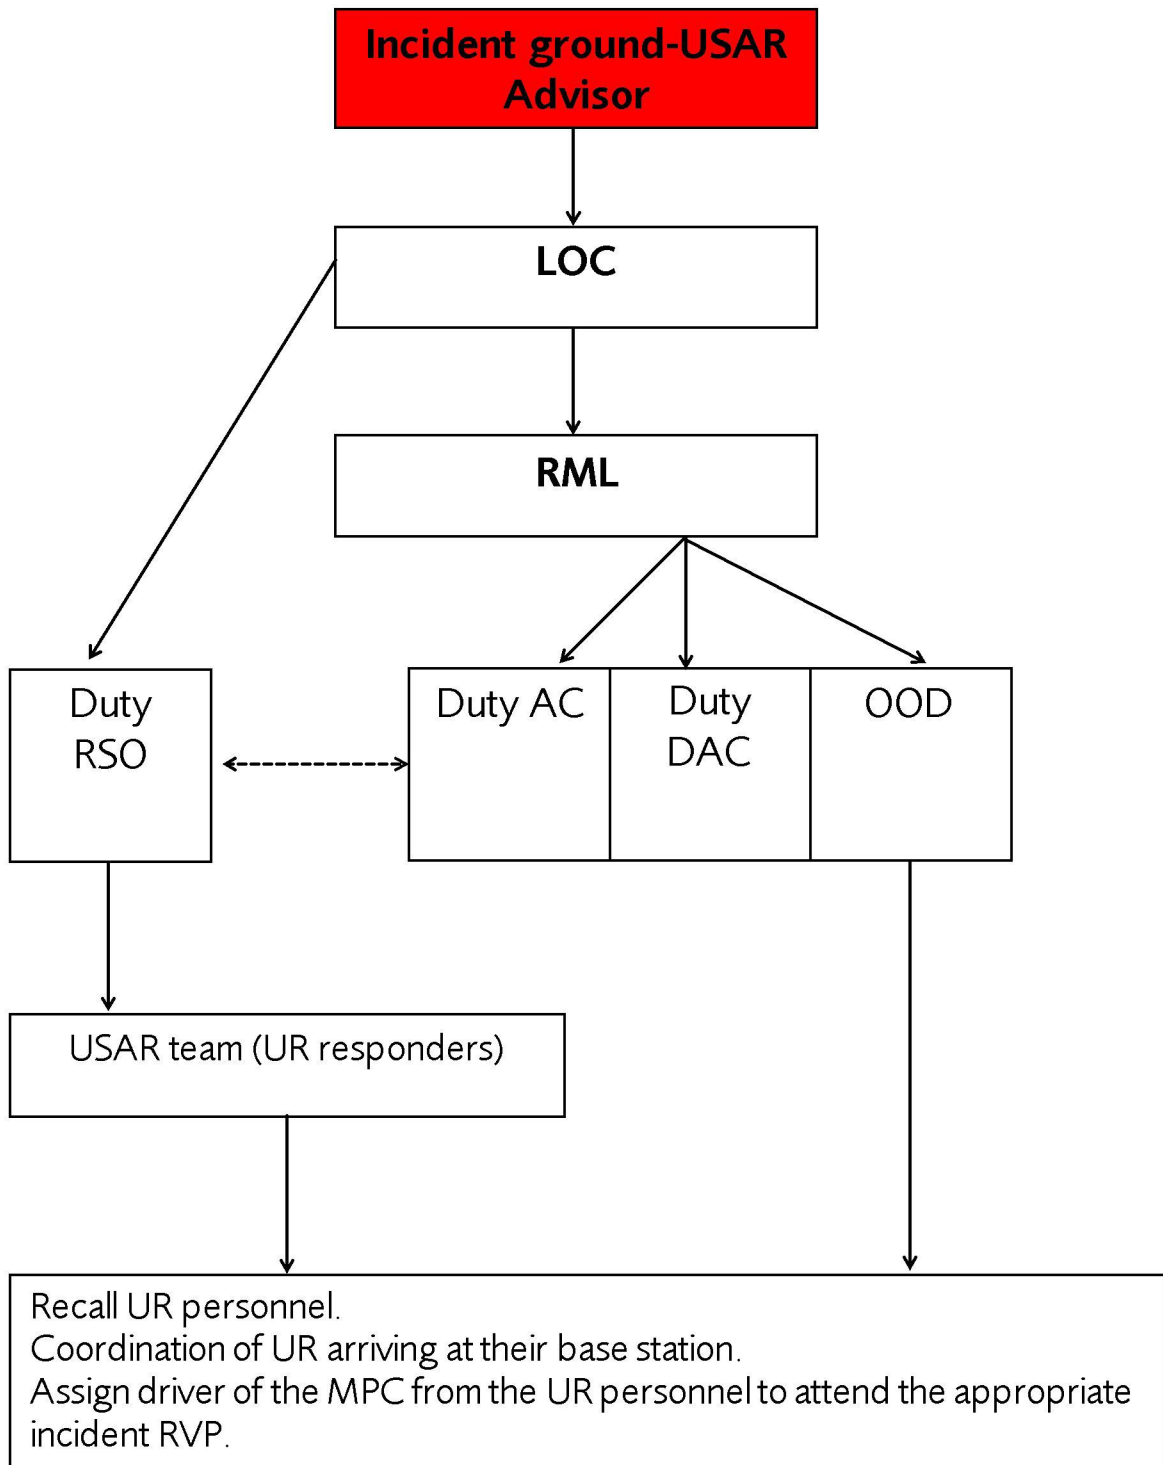 Incident ground-USAR
Advisor
LOC
RML
Duty
RSO
Duty AC
Duty
DAC
OOD
USAR team (UR responders)
Recall UR personnel.
Coordination of UR arriving at their base station.
Assign driver of the MPC from the UR personnel to attend the appropriate
incident RVP.